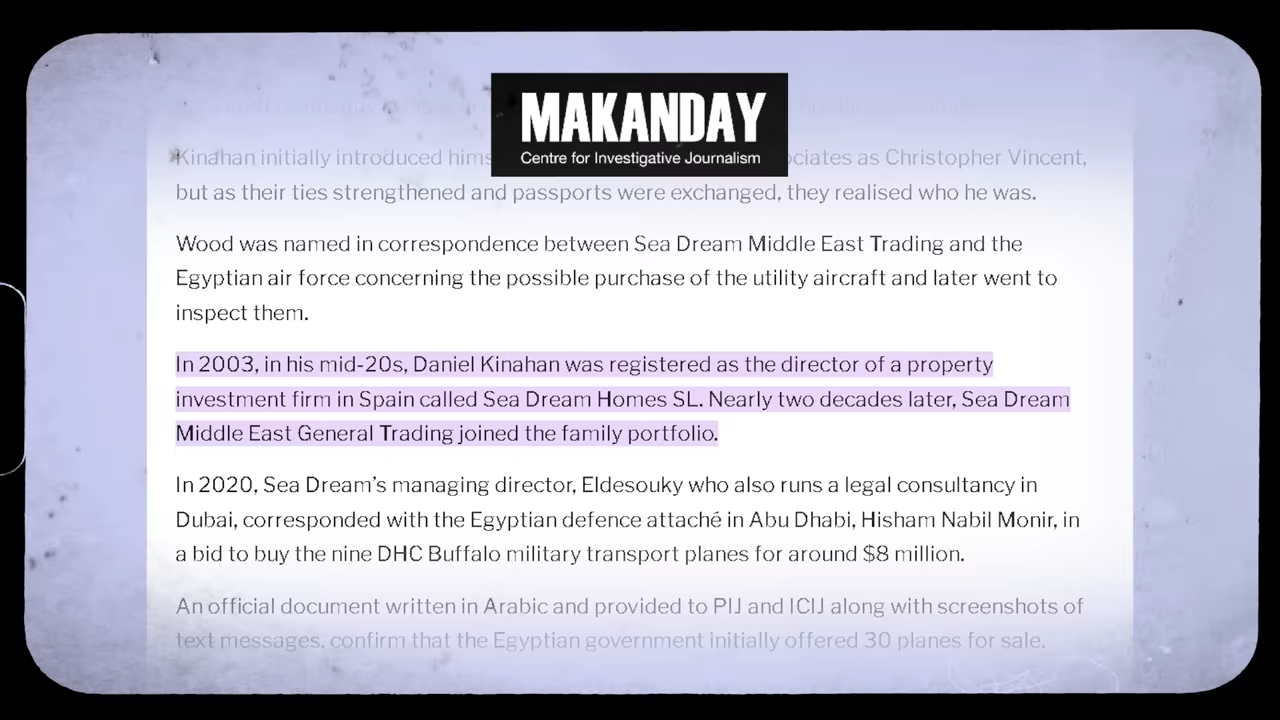 MAKANDAY
Centre for Investigative Journalism
Kinahan initially introduced hims ociates as Christopher Vincent,
but as their ties strengthened and passports were exchanged, they realised who he was.
Wood was named in correspondence between Sea Dream Middle East Trading and the
Egyptian air force concerning the possible purchase of the utility aircraft and later went to
inspect them.
In 2003, in his mid-20s, Daniel Kinahan was registered as the director of a property
investment firm in Spain called Sea Dream Homes SL. Nearly two decades later, Sea Dream
Middle East General Trading joined the family portfolio.
In 2020, Sea Dream’s managing director, Eldesouky who also runs a legal consultancy in
Dubai, corresponded with the Egyptian defence attaché in Abu Dhabi, Hisham Nabil Monir, in
a bid to buy the nine DHC Buffalo military transport planes for around $8 million.
An official document written in Arabic and provided to PIJ and ICIJ along with screenshots of
text messages, confirm that the Egyptian government initially offered 30 planes for sale.